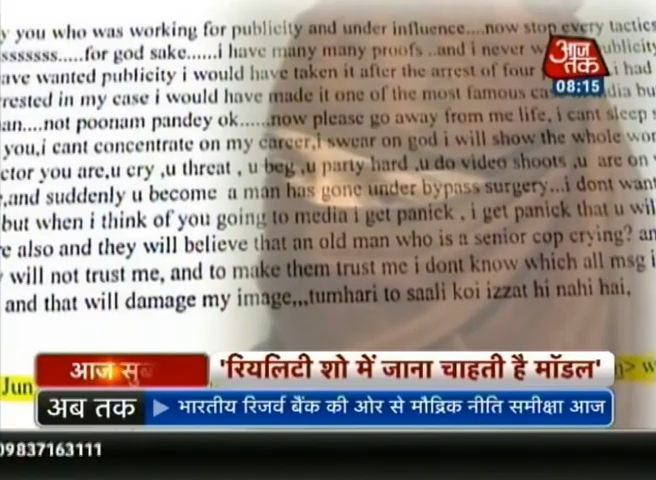 y you who was working for publicity and under influence....now stop every tactics
sssssss.....for god sake......i have many many proofs ..and i never
ave wanted publicity i would have taken it after the arrest of four i had
rested in my case i would have made it one of the most famous bu
an....not poonam pandey ok......now please go away from me life, i cant sleep
you,i cant concentrate on my career,i swear on god i will show the whole wor
ctor you are,u cry ,u threat , u beg ,u party hard ,u do video shoots ,u are on
,and suddenly u become a man has gone under bypass surgery...i dont want
but when i think of you going to media i get panick , i get panick that u wil
e also and they will believe that an old man who is a senior cop crying? an
will not trust me, and to make them trust me i dont know which all msg i
and that will damage my image,,,tumhari to saali koi izzat hi nahi hai,
आज तक
08:15
आज सु
'रियलिटी शो में जाना चाहती है मॉडल'
Jun
अब तक
भारतीय रिजर्व बैंक की ओर से मौद्रिक नीति समीक्षा आज
09837163111